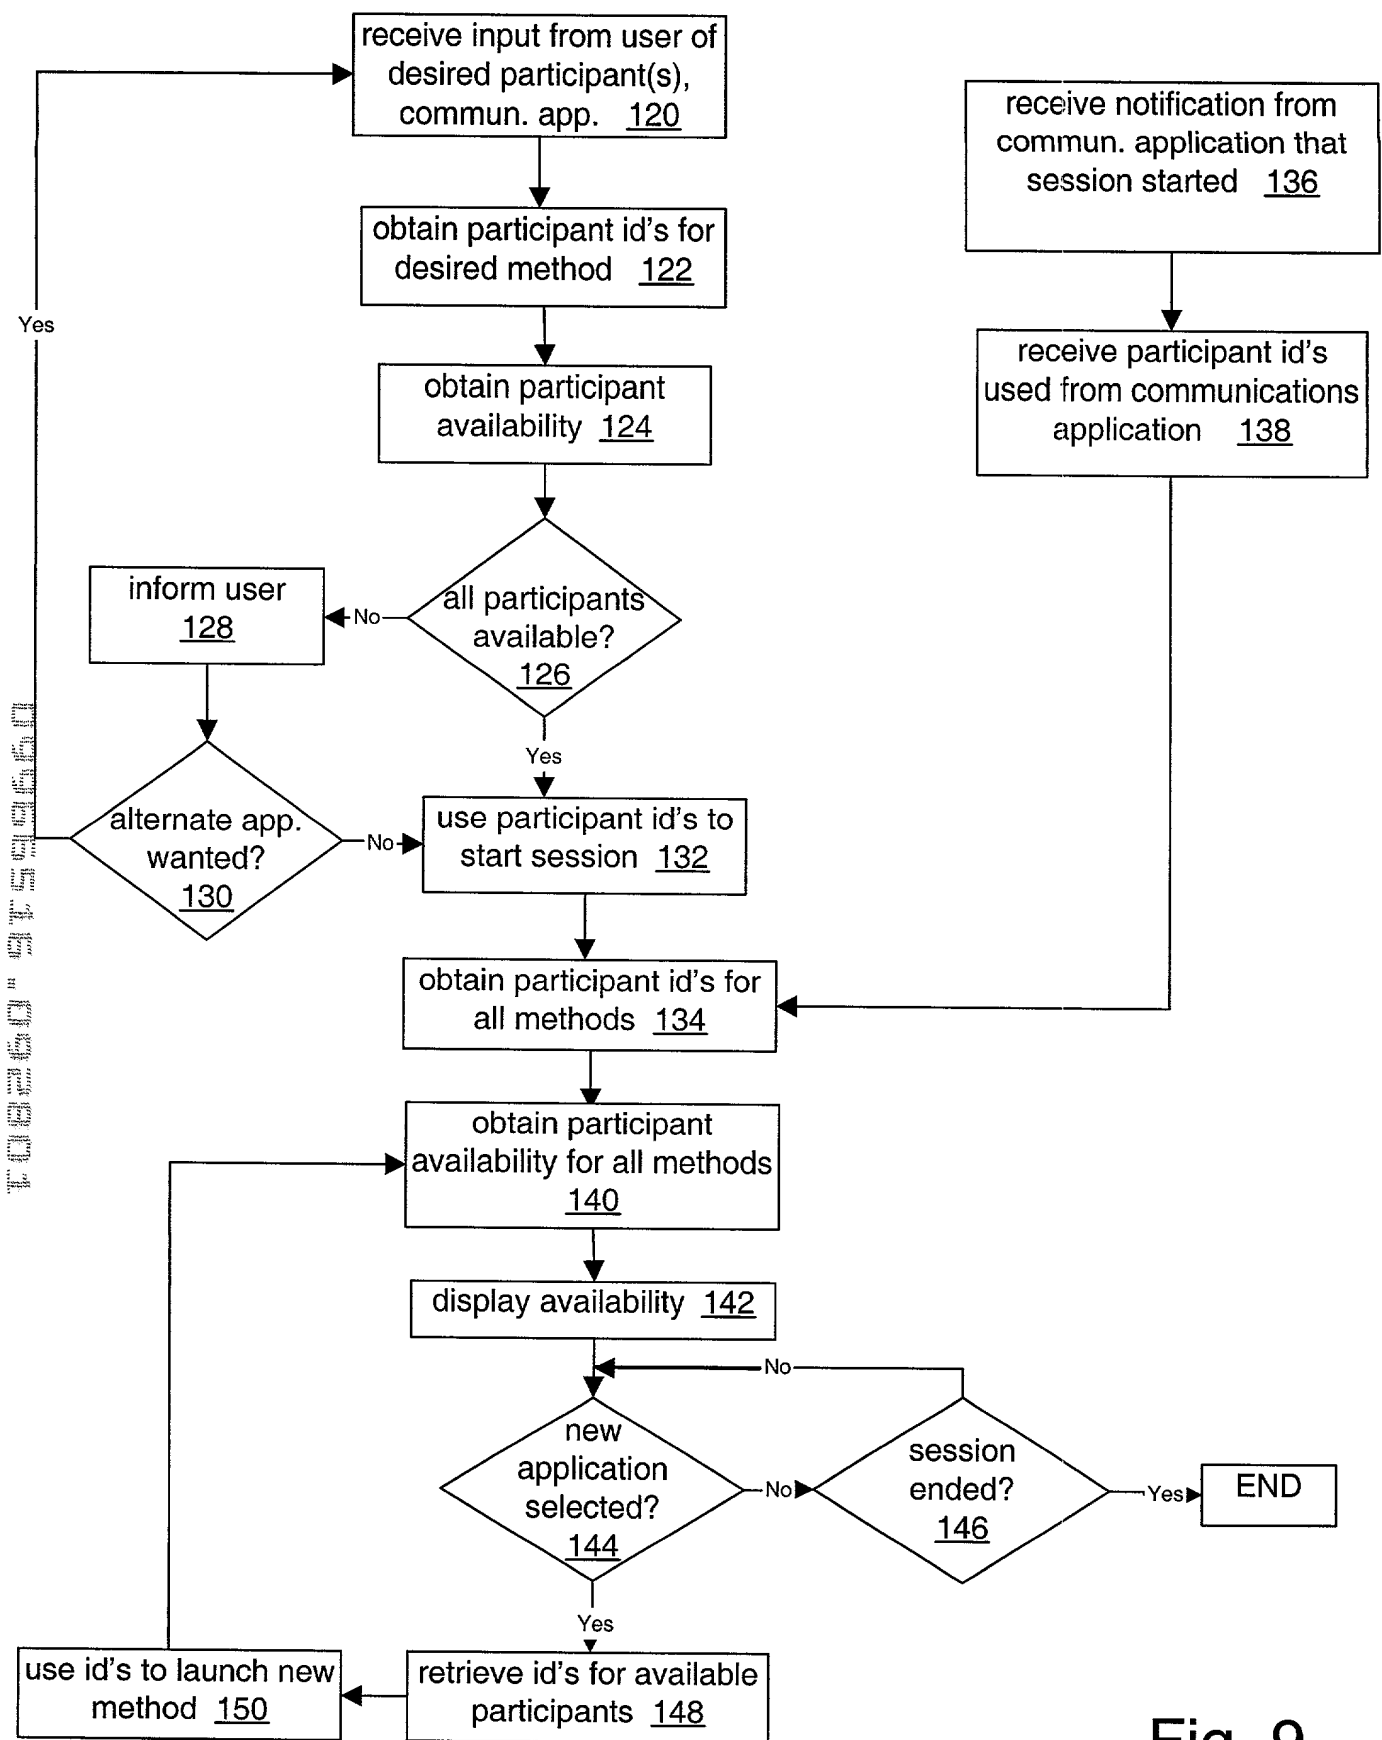 receive input from user of
desired participant(s),
commun. app. 120
receive notification from
commun. application that
session started 136
obtain participant id's for
desired method 122
Yes
receive participant id's
used from communications
application 138
obtain participant
availability 124
inform user
128
No
all participants
available?
126
Yes
alternate app.
wanted?
130
No
use participant id's to
start session 132
obtain participant id's for
all methods 134
obtain participant
availability for all methods
140
display availability 142
No
new
application
selected?
144
No
session
ended?
146
Yes
END
Yes
use id's to launch new
method 150
retrieve id's for available
participants 148
Fig. 9